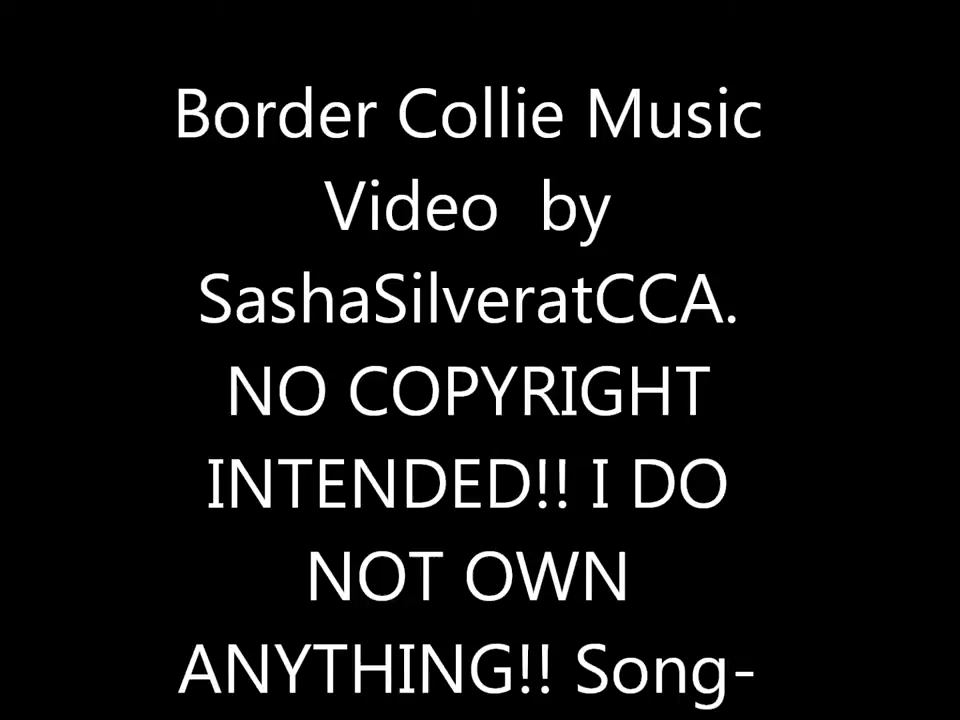 Border Collie Music
Video  by
SashaSilveratCCA.
NO COPYRIGHT
INTENDED!! I DO
NOT OWN
ANYTHING!! Song-